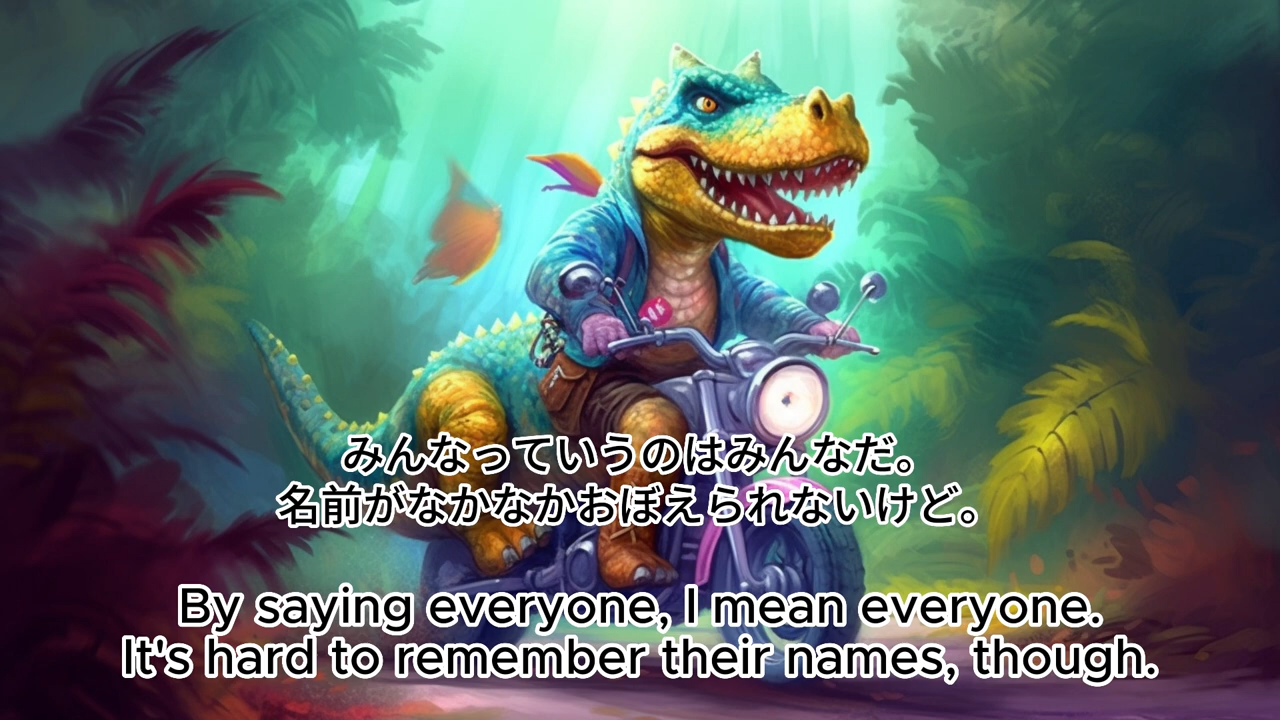 みんなっていうのはみんなだ。
名前がなかなかおぼえられないけど。
By saying everyone, I mean everyone.
It's hard to remember their names, though.